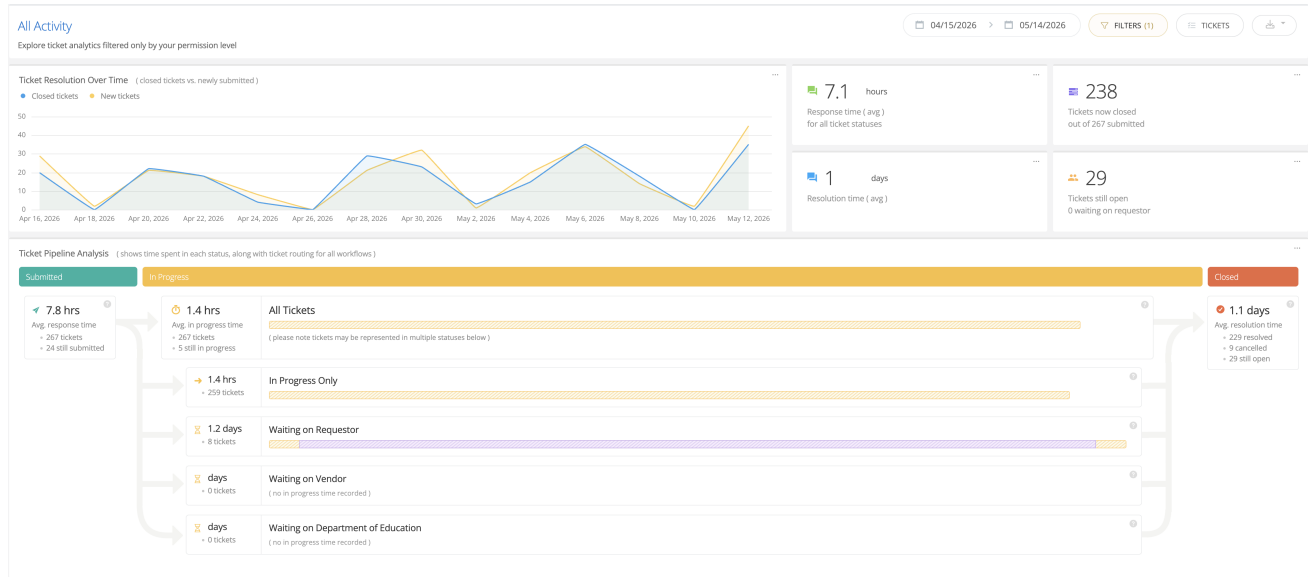 All Activity
Explore ticket analytics filtered only by your permission level
04/15/2026 > 05/14/2026
FILTERS (1)
TICKETS
Ticket Resolution Over Time ( closed tickets vs. newly submitted )
Closed tickets New tickets
50
40
30
20
10
0
Apr 16, 2026 Apr 18, 2026 Apr 20, 2026 Apr 22, 2026 Apr 24, 2026 Apr 26, 2026 Apr 28, 2026 Apr 30, 2026 May 2, 2026 May 4, 2026 May 6, 2026 May 8, 2026 May 10, 2026 May 12, 2026
7.1 hours
Response time ( avg )
for all ticket statuses
238
Tickets now closed
out of 267 submitted
1 days
Resolution time ( avg )
29
Tickets still open
0 waiting on requestor
Ticket Pipeline Analysis ( shows time spent in each status, along with ticket routing for all workflows )
Submitted
In Progress
Closed
7.8 hrs
Avg. response time
267 tickets
24 still submitted
1.4 hrs
Avg. in progress time
267 tickets
5 still in progress
All Tickets
( please note tickets may be represented in multiple statuses below )
1.1 days
Avg. resolution time
229 resolved
9 cancelled
29 still open
1.4 hrs
259 tickets
In Progress Only
1.2 days
8 tickets
Waiting on Requestor
days
0 tickets
Waiting on Vendor
( no in progress time recorded )
days
0 tickets
Waiting on Department of Education
( no in progress time recorded )